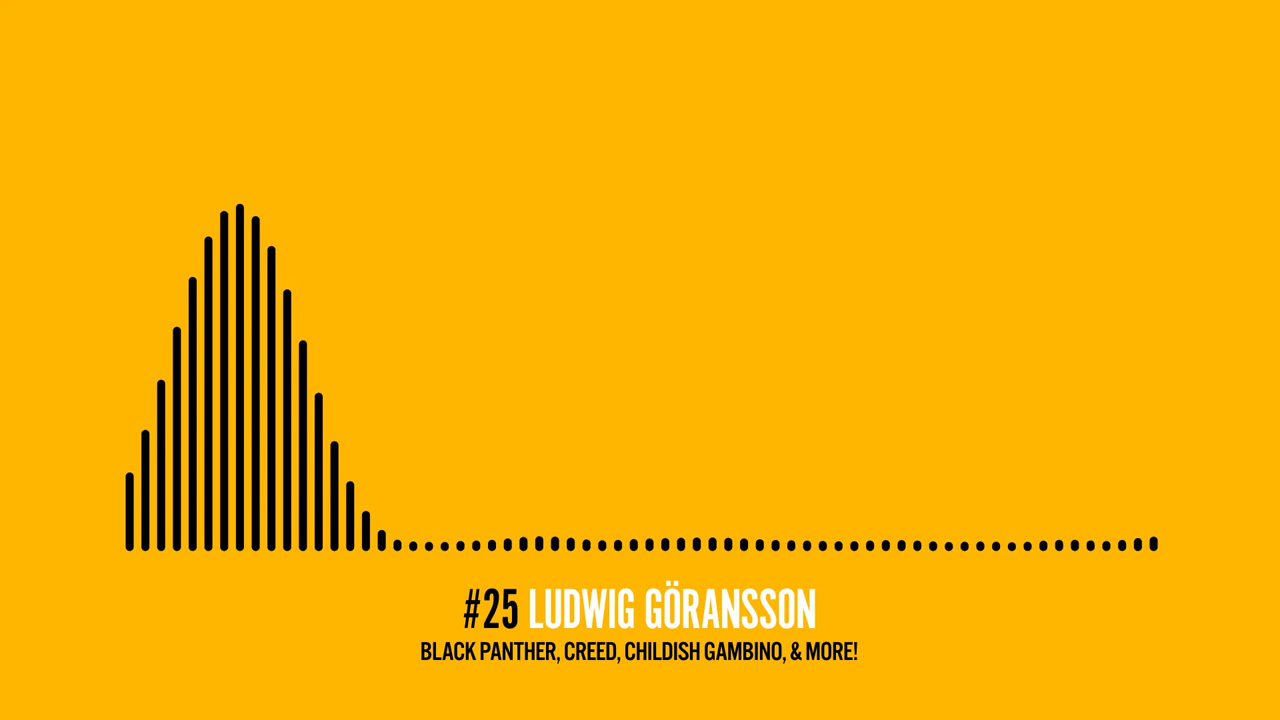 #25 LUDWIG GÖRANSSON
BLACK PANTHER, CREED, CHILDISH GAMBINO, & MORE!